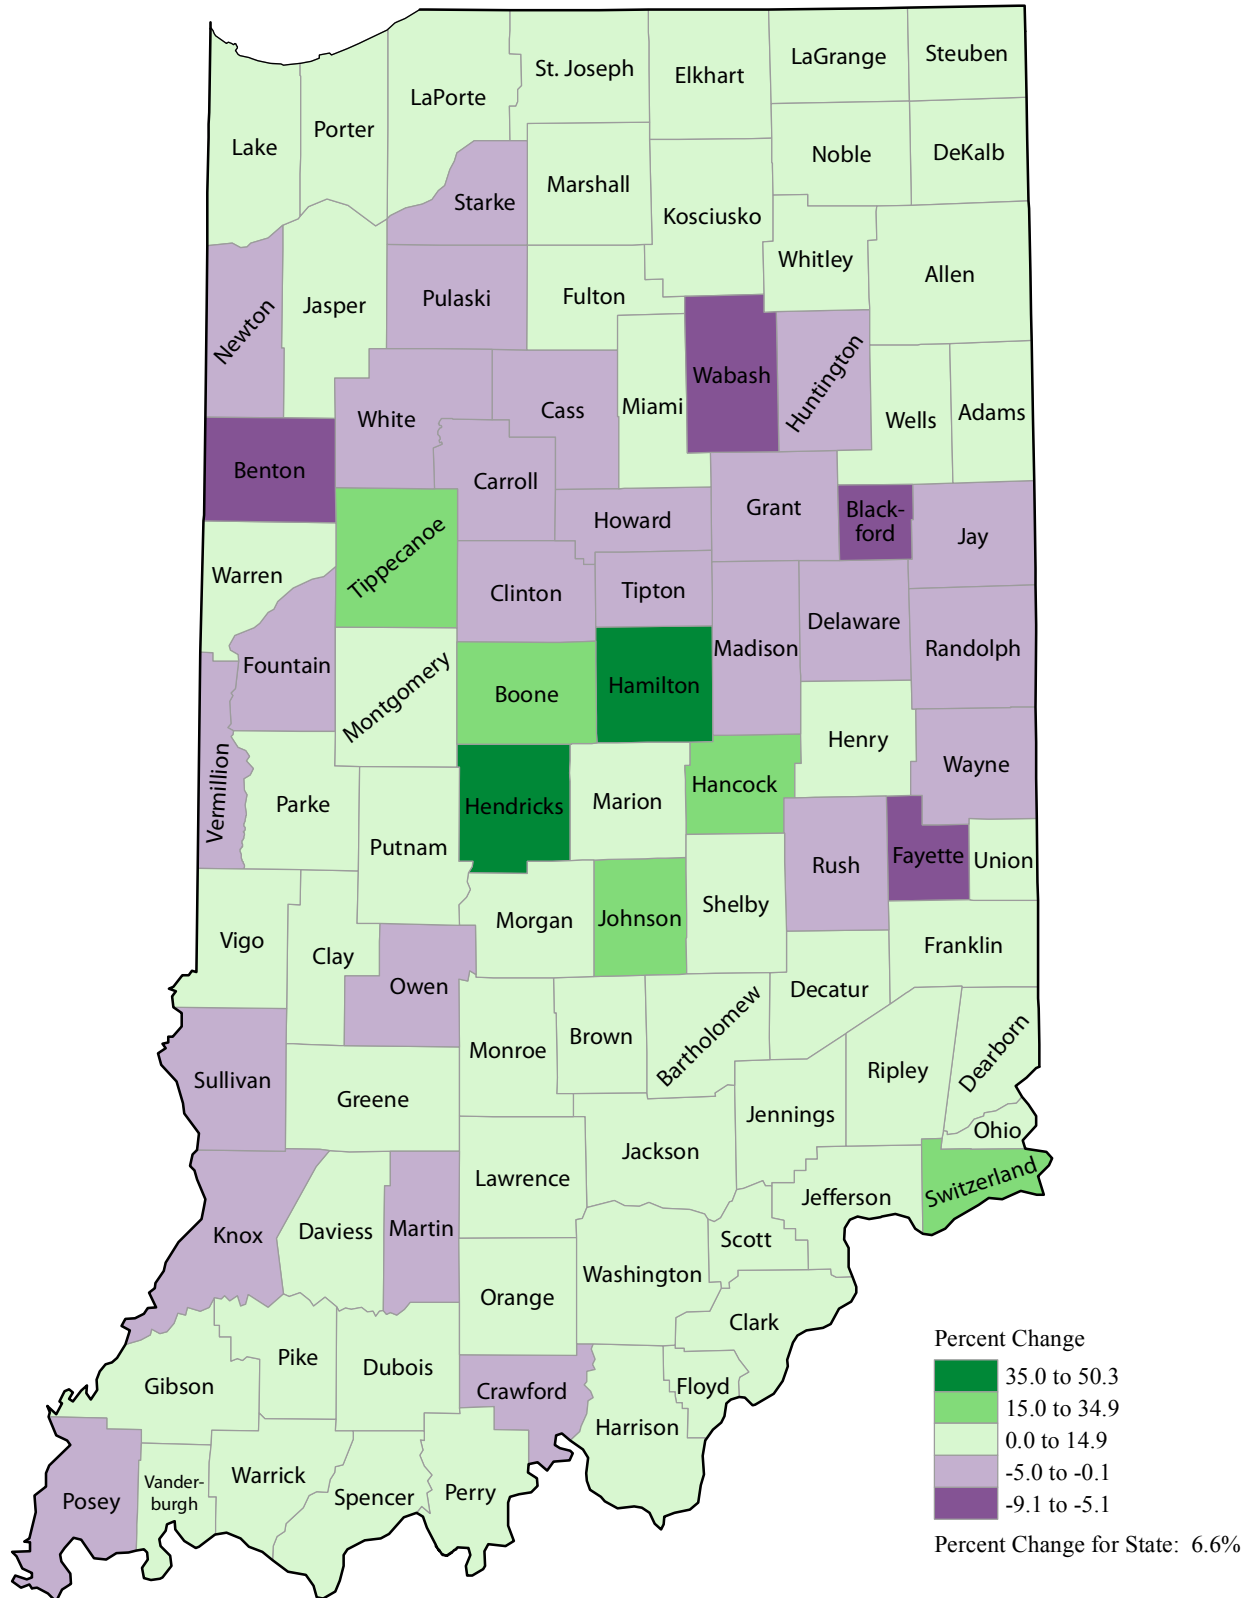 St. Joseph
Elkhart
LaGrange
Steuben
LaPorte
Porter
Lake
Noble
DeKalb
Marshall
Starke
Kosciusko
Whitley
Allen
Newton
Jasper
Pulaski
Fulton
Wabash
Huntington
White
Cass
Miami
Wells
Adams
Benton
Carroll
Howard
Grant
Black-
ford
Jay
Tippecanoe
Warren
Clinton
Tipton
Madison
Delaware
Randolph
Fountain
Montgomery
Boone
Hamilton
Henry
Wayne
Vermillion
Parke
Putnam
Hendricks
Marion
Hancock
Rush
Fayette
Union
Morgan
Johnson
Shelby
Vigo
Clay
Owen
Franklin
Decatur
Monroe
Brown
Bartholomew
Ripley
Dearborn
Sullivan
Greene
Jennings
Ohio
Lawrence
Jackson
Jefferson
Switzerland
Knox
Daviess
Martin
Scott
Washington
Orange
Clark
Pike
Dubois
Gibson
Crawford
Floyd
Harrison
Posey
Vander-
burgh
Warrick
Spencer
Perry
Percent Change
35.0 to 50.3
15.0 to 34.9
0.0 to 14.9
-5.0 to -0.1
-9.1 to -5.1
Percent Change for State: 6.6%